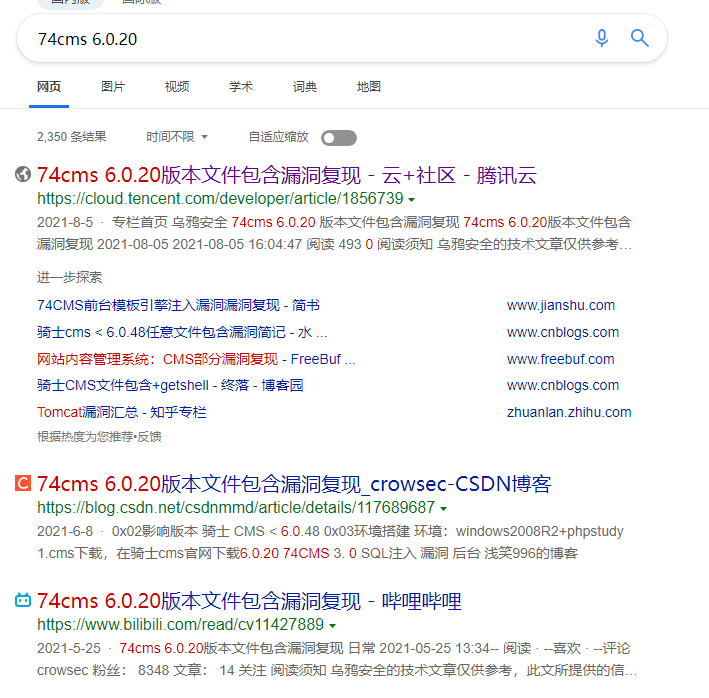 国内版 国际版
74cms 6.0.20
网页 图片 视频 学术 词典 地图
2,350 条结果 时间不限 自适应缩放
74cms 6.0.20版本文件包含漏洞复现 - 云+社区 - 腾讯云
https://cloud.tencent.com/developer/article/1856739
2021-8-5 · 专栏首页 乌鸦安全 74cms 6.0.20 版本文件包含漏洞复现 74cms 6.0.20版本文件包含
漏洞复现 2021-08-05 2021-08-05 16:04:47 阅读 493 0 阅读须知 乌鸦安全的技术文章仅供参考…
进一步探索
74CMS前台模板引擎注入漏洞漏洞复现 - 简书 www.jianshu.com
骑士cms < 6.0.48任意文件包含漏洞简记 - 水 ... www.cnblogs.com
网站内容管理系统：CMS部分漏洞复现 - FreeBuf ... www.freebuf.com
骑士CMS文件包含+getshell - 终落 - 博客园 www.cnblogs.com
Tomcat漏洞汇总 - 知乎专栏 zhuanlan.zhihu.com
根据热度为您推荐•反馈
74cms 6.0.20版本文件包含漏洞复现_crowsec-CSDN博客
https://blog.csdn.net/csdnmmd/article/details/117689687
2021-6-8 · 0x02影响版本 骑士 CMS < 6.0.48 0x03环境搭建 环境：windows2008R2+phpstudy
1.cms下载，在骑士cms官网下载6.0.20 74CMS 3. 0 SQL注入 漏洞 后台 浅笑996的博客
74cms 6.0.20版本文件包含漏洞复现 - 哔哩哔哩
https://www.bilibili.com/read/cv11427889
2021-5-25 · 74cms 6.0.20版本文件包含漏洞复现 日常 2021-05-25 13:34-- 阅读 · --喜欢 · --评论
crowsec 粉丝： 8348 文章： 14 关注 阅读须知 乌鸦安全的技术文章仅供参考，此文所提供的信…